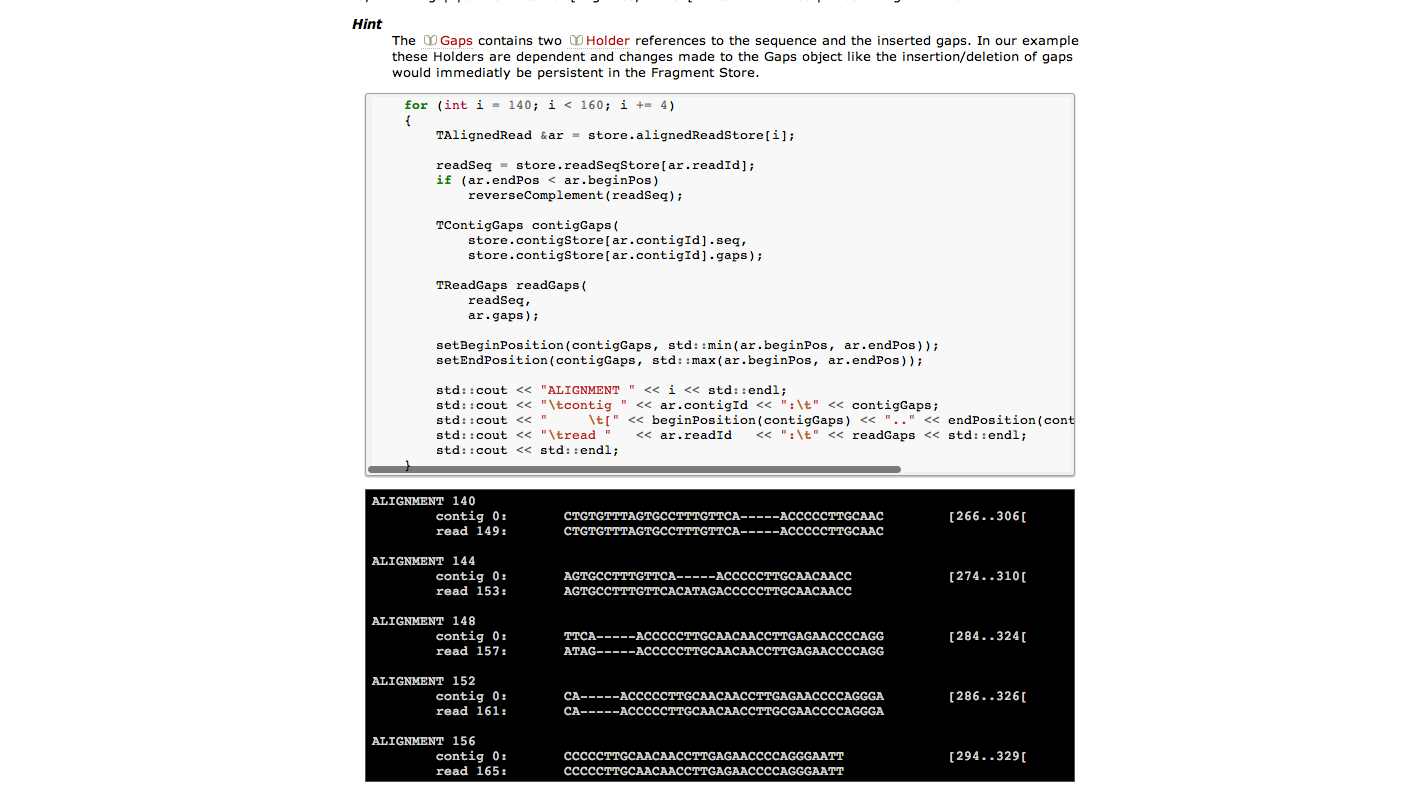 Hint
The Gaps contains two Holder references to the sequence and the inserted gaps. In our example
these Holders are dependent and changes made to the Gaps object like the insertion/deletion of gaps
would immediatly be persistent in the Fragment Store.
for (int i = 140; i < 160; i += 4)
{
    TAlignedRead &ar = store.alignedReadStore[i];

    readSeq = store.readSeqStore[ar.readId];
    if (ar.endPos < ar.beginPos)
        reverseComplement(readSeq);

    TContigGaps contigGaps(
        store.contigStore[ar.contigId].seq,
        store.contigStore[ar.contigId].gaps);

    TReadGaps readGaps(
        readSeq,
        ar.gaps);

    setBeginPosition(contigGaps, std::min(ar.beginPos, ar.endPos));
    setEndPosition(contigGaps, std::max(ar.beginPos, ar.endPos));

    std::cout << "ALIGNMENT " << i << std::endl;
    std::cout << "\tcontig " << ar.contigId << ":\t" << contigGaps;
    std::cout << "     \t[" << beginPosition(contigGaps) << ".." << endPosition(cont
    std::cout << "\tread "   << ar.readId   << ":\t" << readGaps << std::endl;
    std::cout << std::endl;
}
ALIGNMENT 140
        contig 0:       CTGTGTTTAGTGCCTTTGTTCA-----ACCCCCTTGCAAC        [266..306[
        read 149:       CTGTGTTTAGTGCCTTTGTTCA-----ACCCCCTTGCAAC

ALIGNMENT 144
        contig 0:       AGTGCCTTTGTTCA-----ACCCCCTTGCAACAACC            [274..310[
        read 153:       AGTGCCTTTGTTCACATAGACCCCCTTGCAACAACC

ALIGNMENT 148
        contig 0:       TTCA-----ACCCCCTTGCAACAACCTTGAGAACCCCAGG        [284..324[
        read 157:       ATAG-----ACCCCCTTGCAACAACCTTGAGAACCCCAGG

ALIGNMENT 152
        contig 0:       CA-----ACCCCCTTGCAACAACCTTGAGAACCCCAGGGA        [286..326[
        read 161:       CA-----ACCCCCTTGCAACAACCTTGCGAACCCCAGGGA

ALIGNMENT 156
        contig 0:       CCCCCTTGCAACAACCTTGAGAACCCCAGGGAATT             [294..329[
        read 165:       CCCCCTTGCAACAACCTTGAGAACCCCAGGGAATT